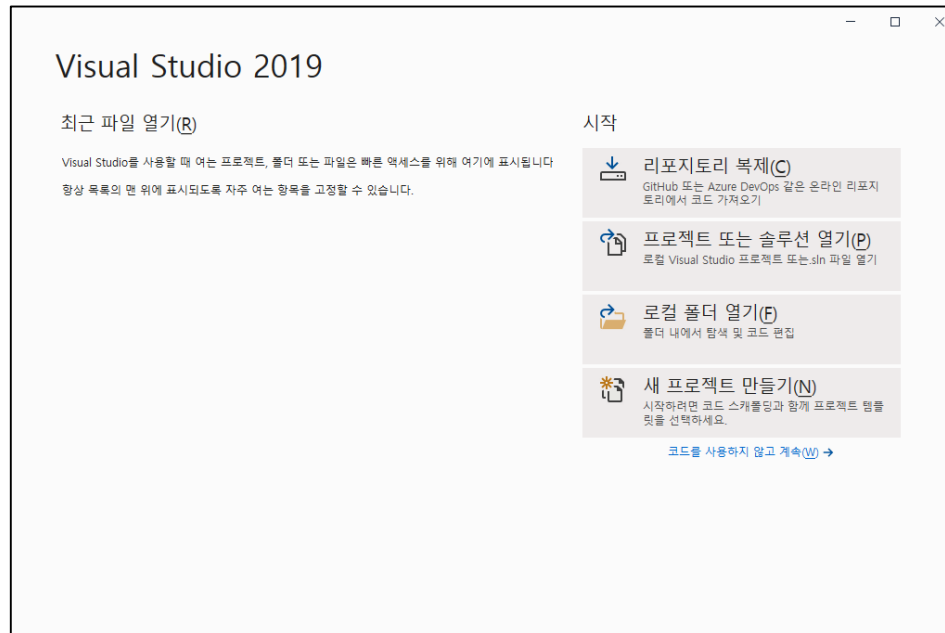 Visual Studio 2019
최근 파일 열기(R)
Visual Studio를 사용할 때 여는 프로젝트, 폴더 또는 파일은 빠른 액세스를 위해 여기에 표시됩니다
항상 목록의 맨 위에 표시되도록 자주 여는 항목을 고정할 수 있습니다.
시작
리포지토리 복제(C)
GitHub 또는 Azure DevOps 같은 온라인 리포지
토리에서 코드 가져오기
프로젝트 또는 솔루션 열기(P)
로컬 Visual Studio 프로젝트 또는.sln 파일 열기
로컬 폴더 열기(F)
폴더 내에서 탐색 및 코드 편집
새 프로젝트 만들기(N)
시작하려면 코드 스캐폴딩과 함께 프로젝트 템플
릿을 선택하세요.
코드를 사용하지 않고 계속(W) →